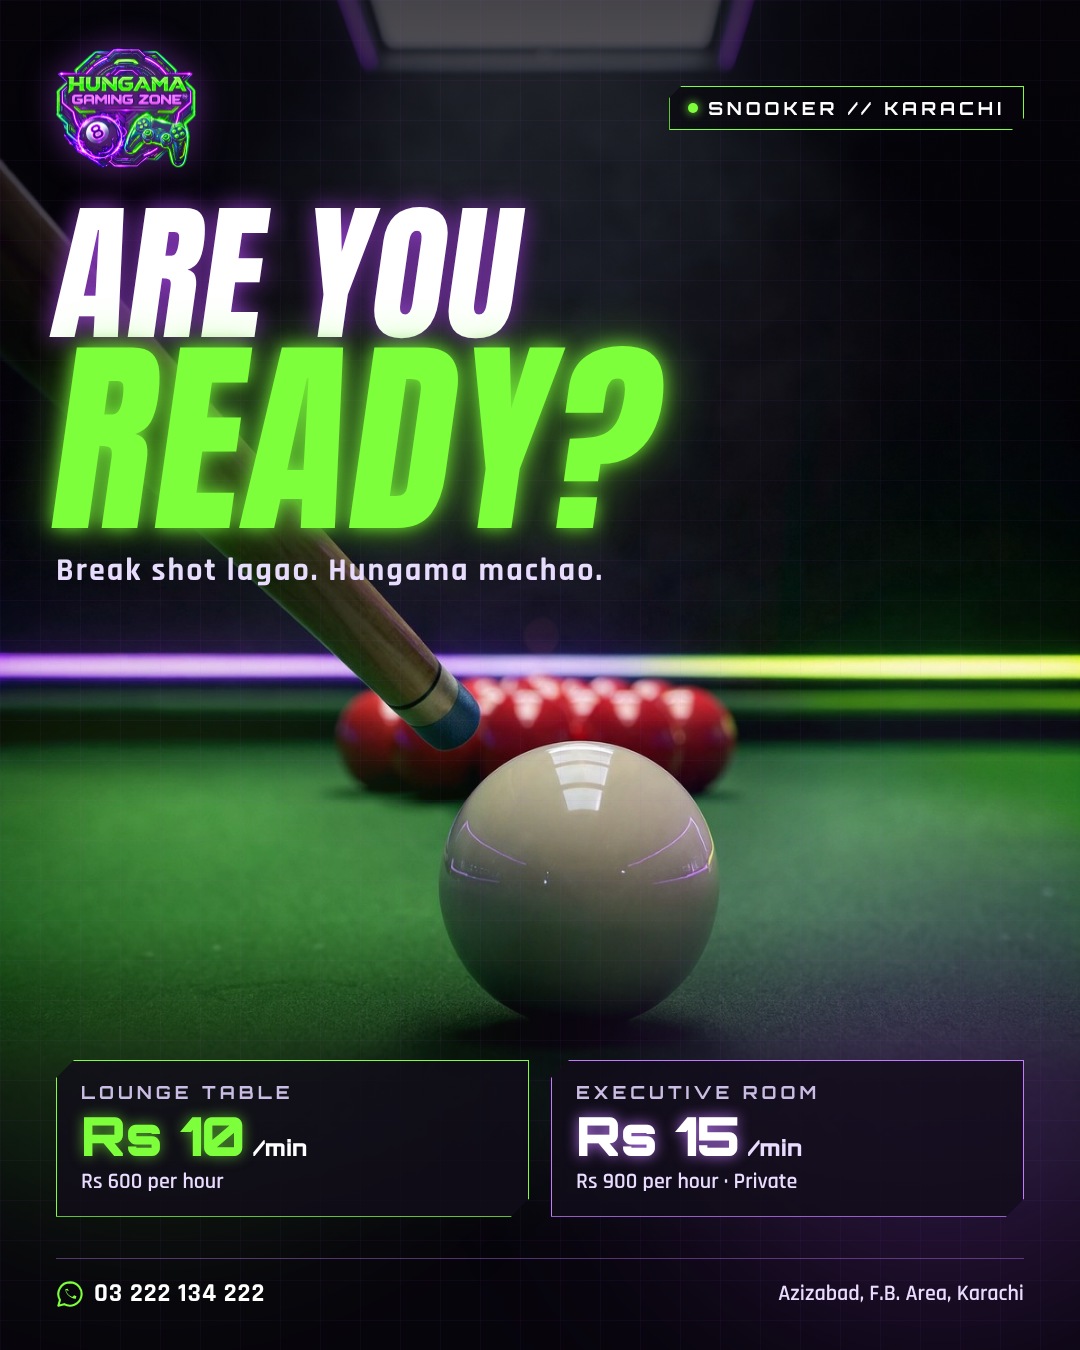 HUNGAMA
GAMING ZONE
8
SNOOKER // KARACHI
ARE YOU
READY?
Break shot lagao. Hungama machao.
LOUNGE TABLE
Rs 10 /min
Rs 600 per hour
EXECUTIVE ROOM
Rs 15 /min
Rs 900 per hour · Private
03 222 134 222
Azizabad, F.B. Area, Karachi